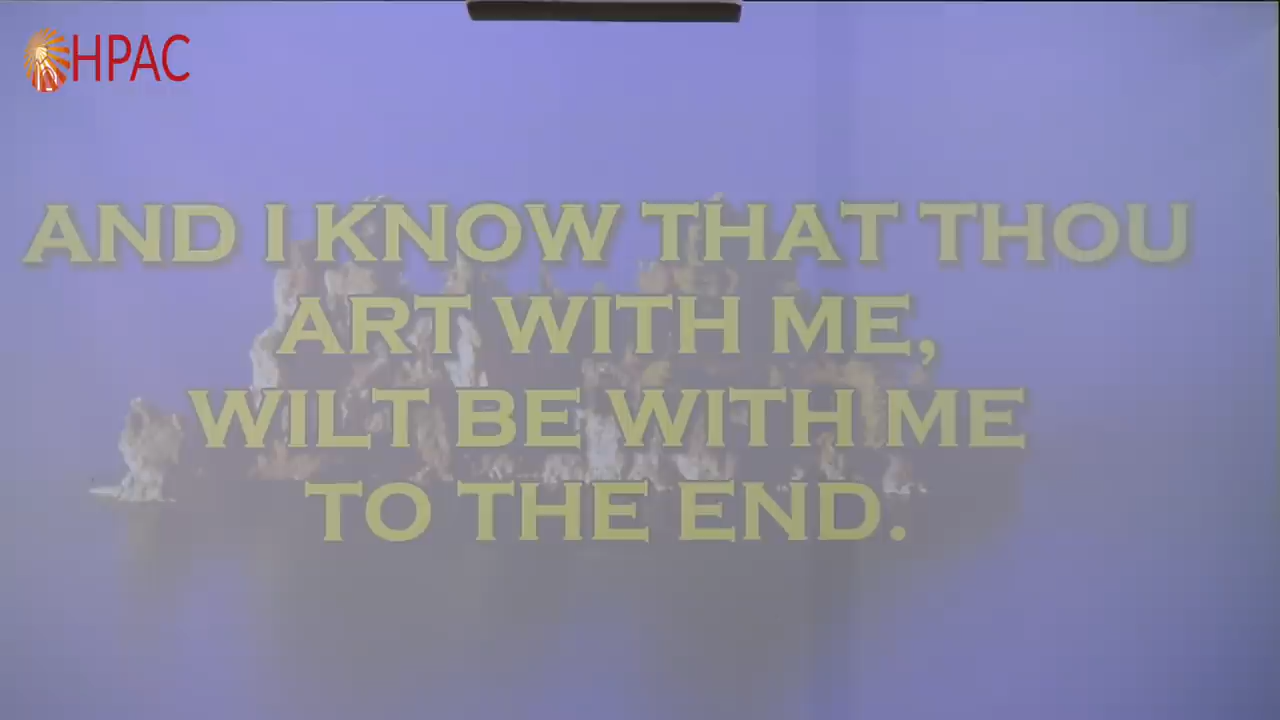 HPAC
AND I KNOW THAT THOU
ART WITH ME,
WILT BE WITH ME
TO THE END.